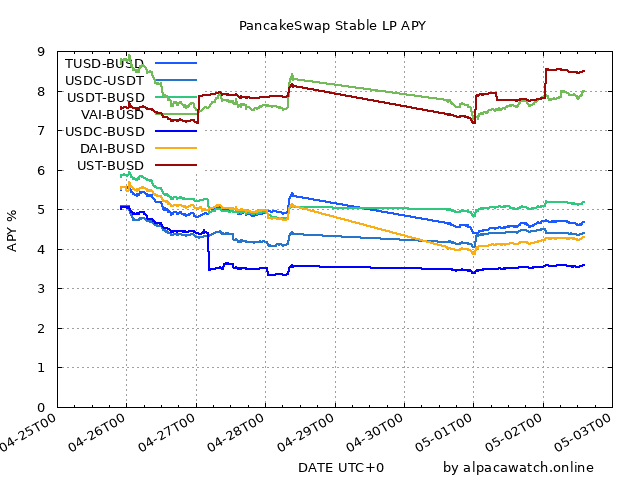 PancakeSwap Stable LP APY
9
8
7
6
5
4
3
2
1
0
APY %
TUSD-BUSD
USDC-USDT
USDT-BUSD
VAI-BUSD
USDC-BUSD
DAI-BUSD
UST-BUSD
04-25T00
04-26T00
04-27T00
04-28T00
04-29T00
04-30T00
05-01T00
05-02T00
05-03T00
DATE UTC+0
by alpacawatch.online